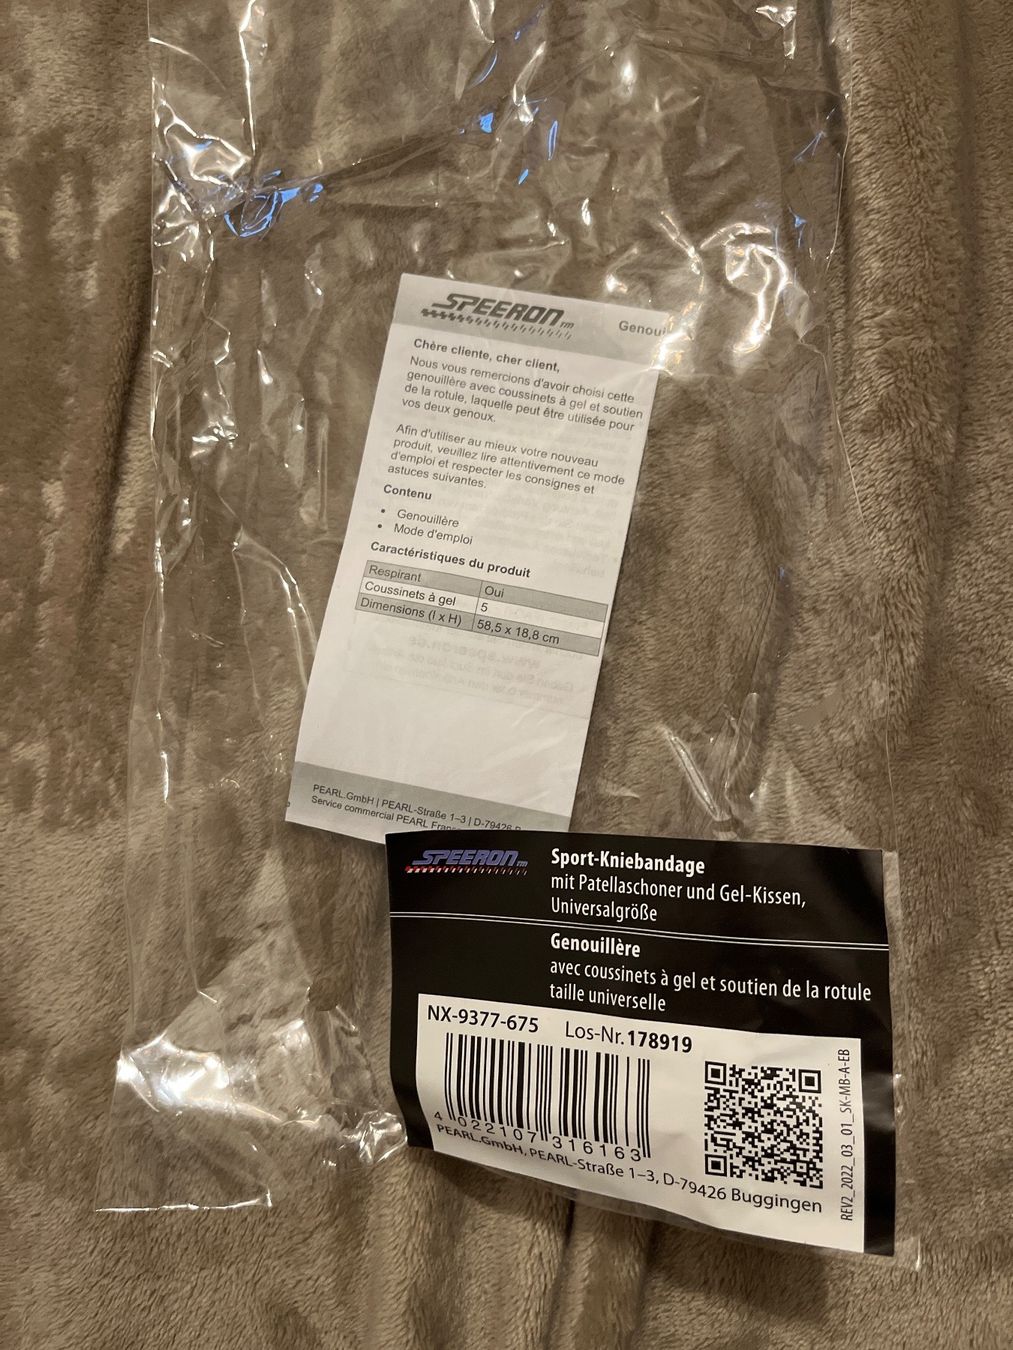 SPEERON TM
Genouil
Chère cliente, cher client,
Nous vous remercions d'avoir choisi cette
genouillère avec coussinets à gel et soutien
de la rotule, laquelle peut être utilisée pour
vos deux genoux.
Afin d'utiliser au mieux votre nouveau
produit, veuillez lire attentivement ce mode
d'emploi et respecter les consignes et
astuces suivantes.
Contenu
• Genouillère
• Mode d'emploi
Caractéristiques du produit
Respirant Oui
Coussinets à gel 5
Dimensions (l x H) 58,5 x 18,8 cm
PEARL.GmbH | PEARL-Straße 1–3 | D-79426
Service commercial PEARL
SPEERON TM
Sport-Kniebandage
mit Patellaschoner und Gel-Kissen,
Universalgröße
Genouillère
avec coussinets à gel et soutien de la rotule
taille universelle
NX-9377-675 Los-Nr. 178919
4 022107 316163
PEARL.GmbH, PEARL-Straße 1–3, D-79426 Buggingen
REV2_2022_03_01_SK-MB-A-EB